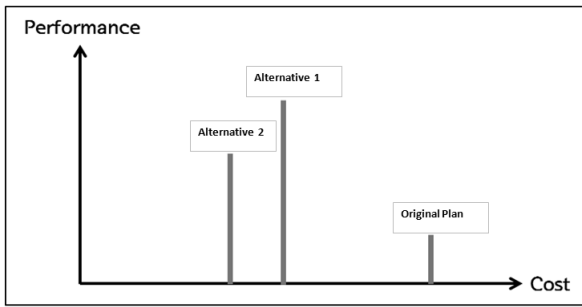 Performance
Alternative 1
Alternative 2
Original Plan
Cost